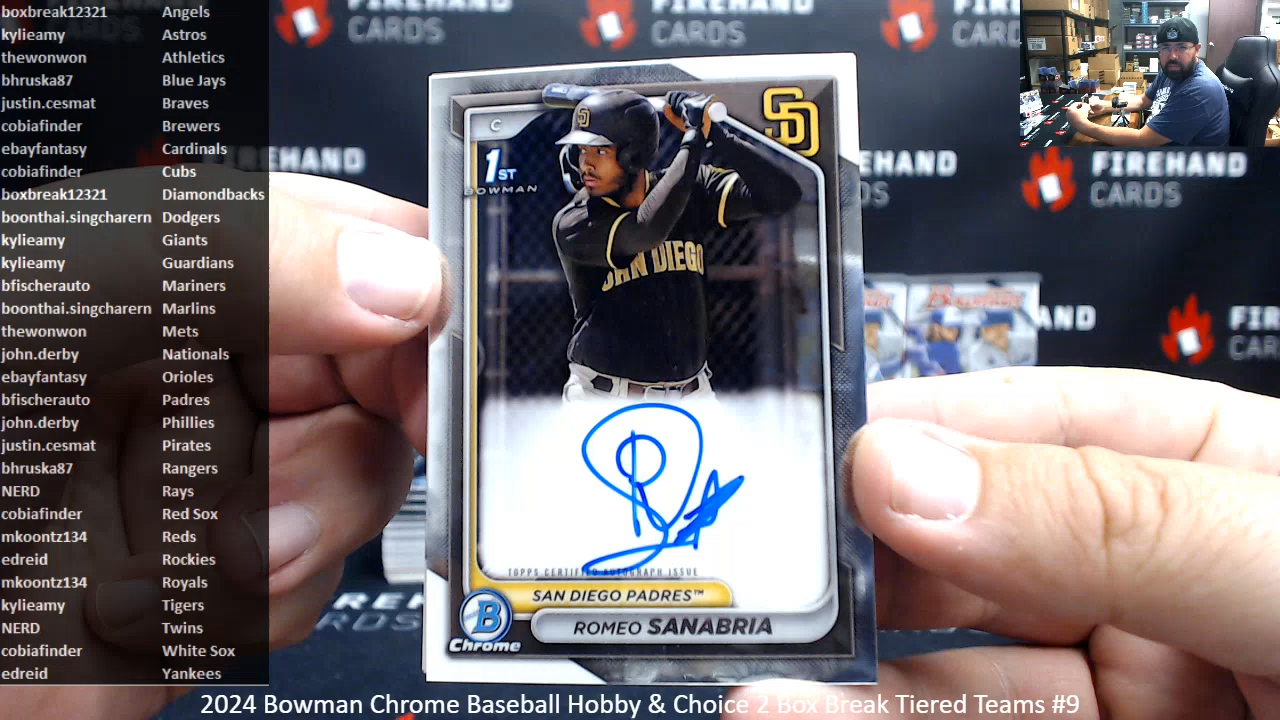 boxbreak12321 Angels
kylieamy Astros
thewonwon Athletics
bhruska87 Blue Jays
justin.cesmat Braves
cobiafinder Brewers
ebayfantasy Cardinals
cobiafinder Cubs
boxbreak12321 Diamondbacks
boonthai.singcharern Dodgers
kylieamy Giants
kylieamy Guardians
bfischerauto Mariners
boonthai.singcharern Marlins
thewonwon Mets
john.derby Nationals
ebayfantasy Orioles
bfischerauto Padres
john.derby Phillies
justin.cesmat Pirates
bhruska87 Rangers
NERD Rays
cobiafinder Red Sox
mkoontz134 Reds
edreid Rockies
mkoontz134 Royals
kylieamy Tigers
NERD Twins
cobiafinder White Sox
edreid Yankees
FIREHAND
CARDS
FIREHAND
CARDS
FIREHAND
CARDS
C
1ST
BOWMAN
SD
SAN DIEGO
TOPPS CERTIFIED AUTOGRAPH ISSUE
SAN DIEGO PADRES™
B
Chrome
ROMEO SANABRIA
2024 Bowman Chrome Baseball Hobby & Choice 2 Box Break Tiered Teams #9